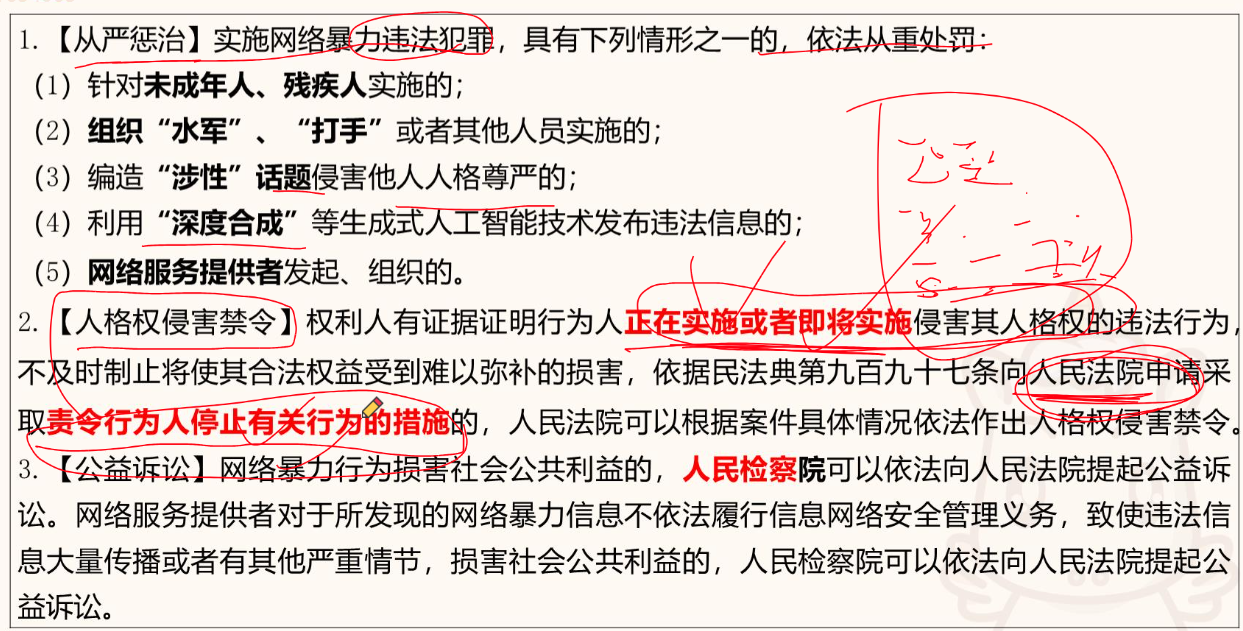 1.【从严惩治】实施网络暴力违法犯罪，具有下列情形之一的，依法从重处罚：
（1）针对未成年人、残疾人实施的；
（2）组织“水军”、“打手”或者其他人员实施的；
（3）编造“涉性”话题侵害他人人格尊严的；
（4）利用“深度合成”等生成式人工智能技术发布违法信息的；
（5）网络服务提供者发起、组织的。
2.【人格权侵害禁令】权利人有证据证明行为人正在实施或者即将实施侵害其人格权的违法行为，
不及时制止将使其合法权益受到难以弥补的损害，依据民法典第九百九十七条向人民法院申请采
取责令行为人停止有关行为的措施的，人民法院可以根据案件具体情况依法作出人格权侵害禁令。
3.【公益诉讼】网络暴力行为损害社会公共利益的，人民检察院可以依法向人民法院提起公益诉
讼。网络服务提供者对于所发现的网络暴力信息不依法履行信息网络安全管理义务，致使违法信
息大量传播或者有其他严重情节，损害社会公共利益的，人民检察院可以依法向人民法院提起公
益诉讼。